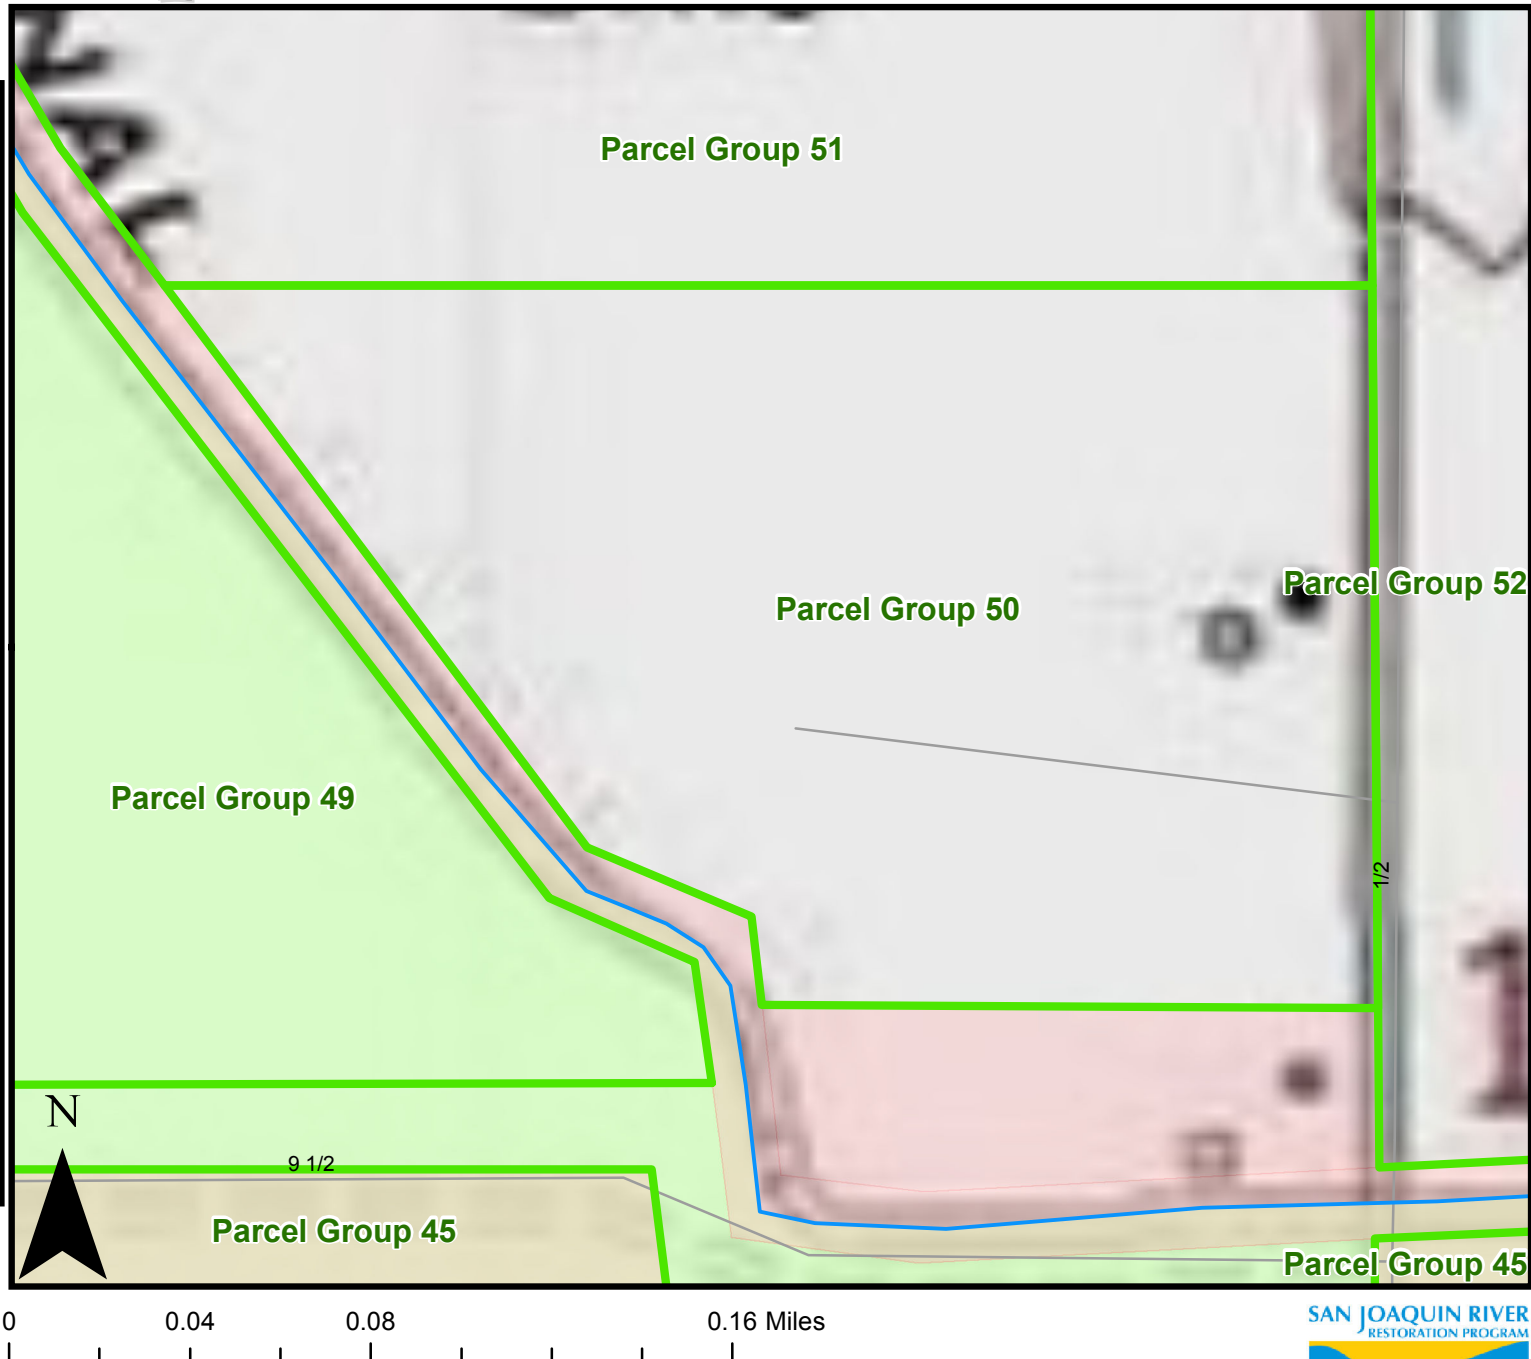 Parcel Group 51
Parcel Group 52
Parcel Group 50
Parcel Group 49
1/2
1
N
9 1/2
Parcel Group 45
Parcel Group 45
0 0.04 0.08 0.16 Miles
SAN JOAQUIN RIVER
RESTORATION PROGRAM